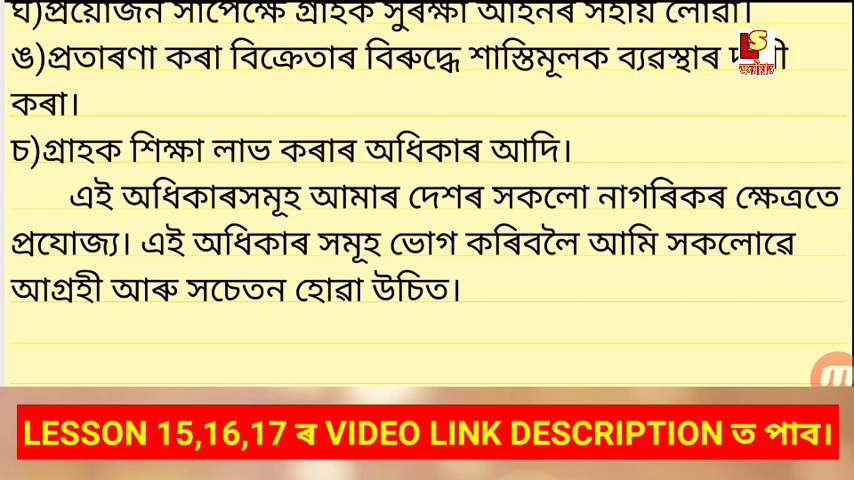 ঘ)প্ৰয়োজন সাপেক্ষে গ্ৰাহক সুৰক্ষা আইনৰ সহায় লোৱা।
ঙ)প্ৰতাৰণা কৰা বিক্ৰেতাৰ বিৰুদ্ধে শাস্তিমূলক ব্যৱস্থাৰ
কৰা।
চ)গ্ৰাহক শিক্ষা লাভ কৰাৰ অধিকাৰ আদি।
এই অধিকাৰসমূহ আমাৰ দেশৰ সকলো নাগৰিকৰ ক্ষেত্ৰতে
প্ৰযোজ্য। এই অধিকাৰ সমূহ ভোগ কৰিবলৈ আমি সকলোৱে
আগ্ৰহী আৰু সচেতন হোৱা উচিত।
LS
LESSON 15,16,17 ৰ VIDEO LINK DESCRIPTION ত পাব।